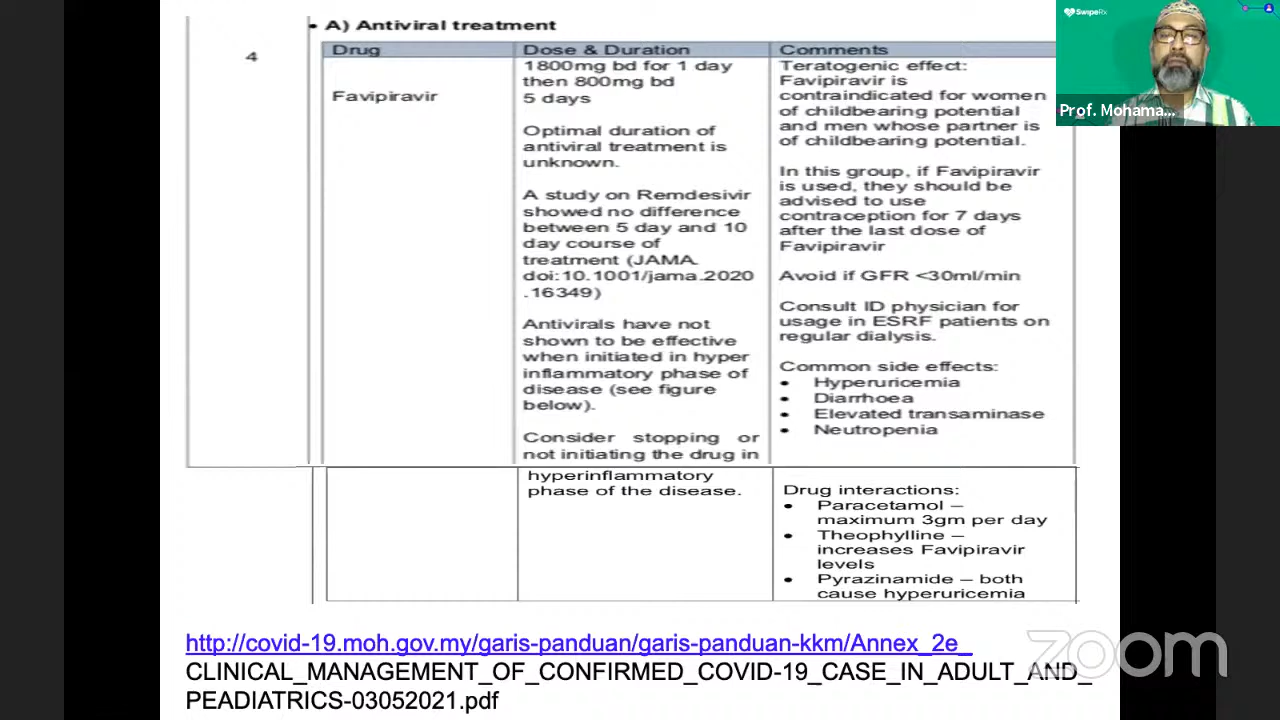 • A) Antiviral treatment
Drug
Dose & Duration
Comments
4
Favipiravir
1800mg bd for 1 day
then 800mg bd
5 days
Optimal duration of
antiviral treatment is
unknown.
A study on Remdesivir
showed no difference
between 5 day and 10
day course of
treatment (JAMA.
doi:10.1001/jama.2020
.16349)
Antivirals have not
shown to be effective
when initiated in hyper
inflammatory phase of
disease (see figure
below).
Consider stopping or
not initiating the drug in
hyperinflammatory
phase of the disease.
Teratogenic effect:
Favipiravir is
contraindicated for women
of childbearing potential
and men whose partner is
of childbearing potential.
In this group, if Favipiravir
is used, they should be
advised to use
contraception for 7 days
after the last dose of
Favipiravir
Avoid if GFR <30ml/min
Consult ID physician for
usage in ESRF patients on
regular dialysis.
Common side effects:
• Hyperuricemia
• Diarrhoea
• Elevated transaminase
• Neutropenia
Drug interactions:
• Paracetamol –
maximum 3gm per day
• Theophylline –
increases Favipiravir
levels
• Pyrazinamide – both
cause hyperuricemia
http://covid-19.moh.gov.my/garis-panduan/garis-panduan-kkm/Annex_2e_
CLINICAL_MANAGEMENT_OF_CONFIRMED_COVID-19_CASE_IN_ADULT_AND_
PEADIATRICS-03052021.pdf
SwipeRx
Prof. Mohama...
zoom